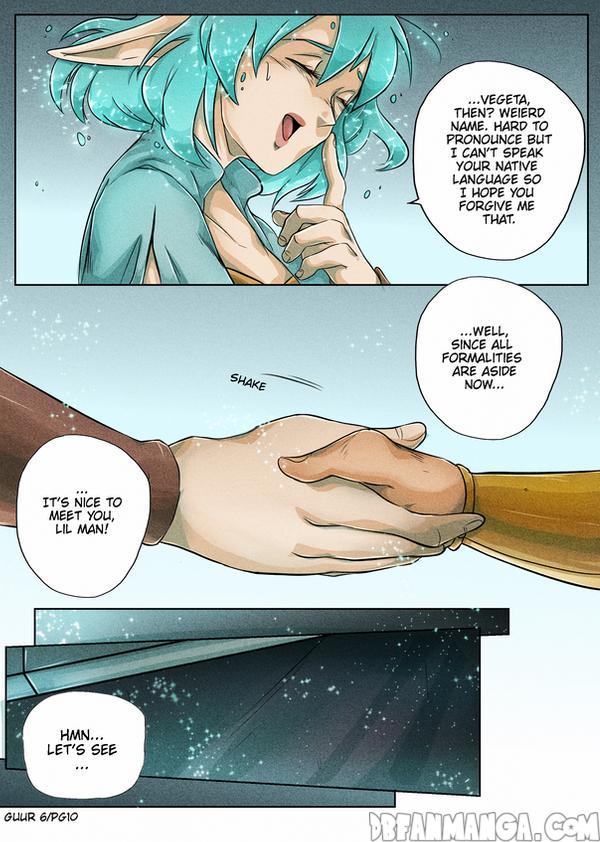 ...VEGETA,
THEN? WEIERD
NAME. HARD TO
PRONOUNCE BUT
I CAN'T SPEAK
YOUR NATIVE
LANGUAGE SO
I HOPE YOU
FORGIVE ME
THAT.
...WELL,
SINCE ALL
FORMALITIES
ARE ASIDE
NOW...
SHAKE
...
IT'S NICE TO
MEET YOU,
LIL MAN!
HMN...
LET'S SEE
...
GUUR 6/PG10
DBFANMANGA.COM